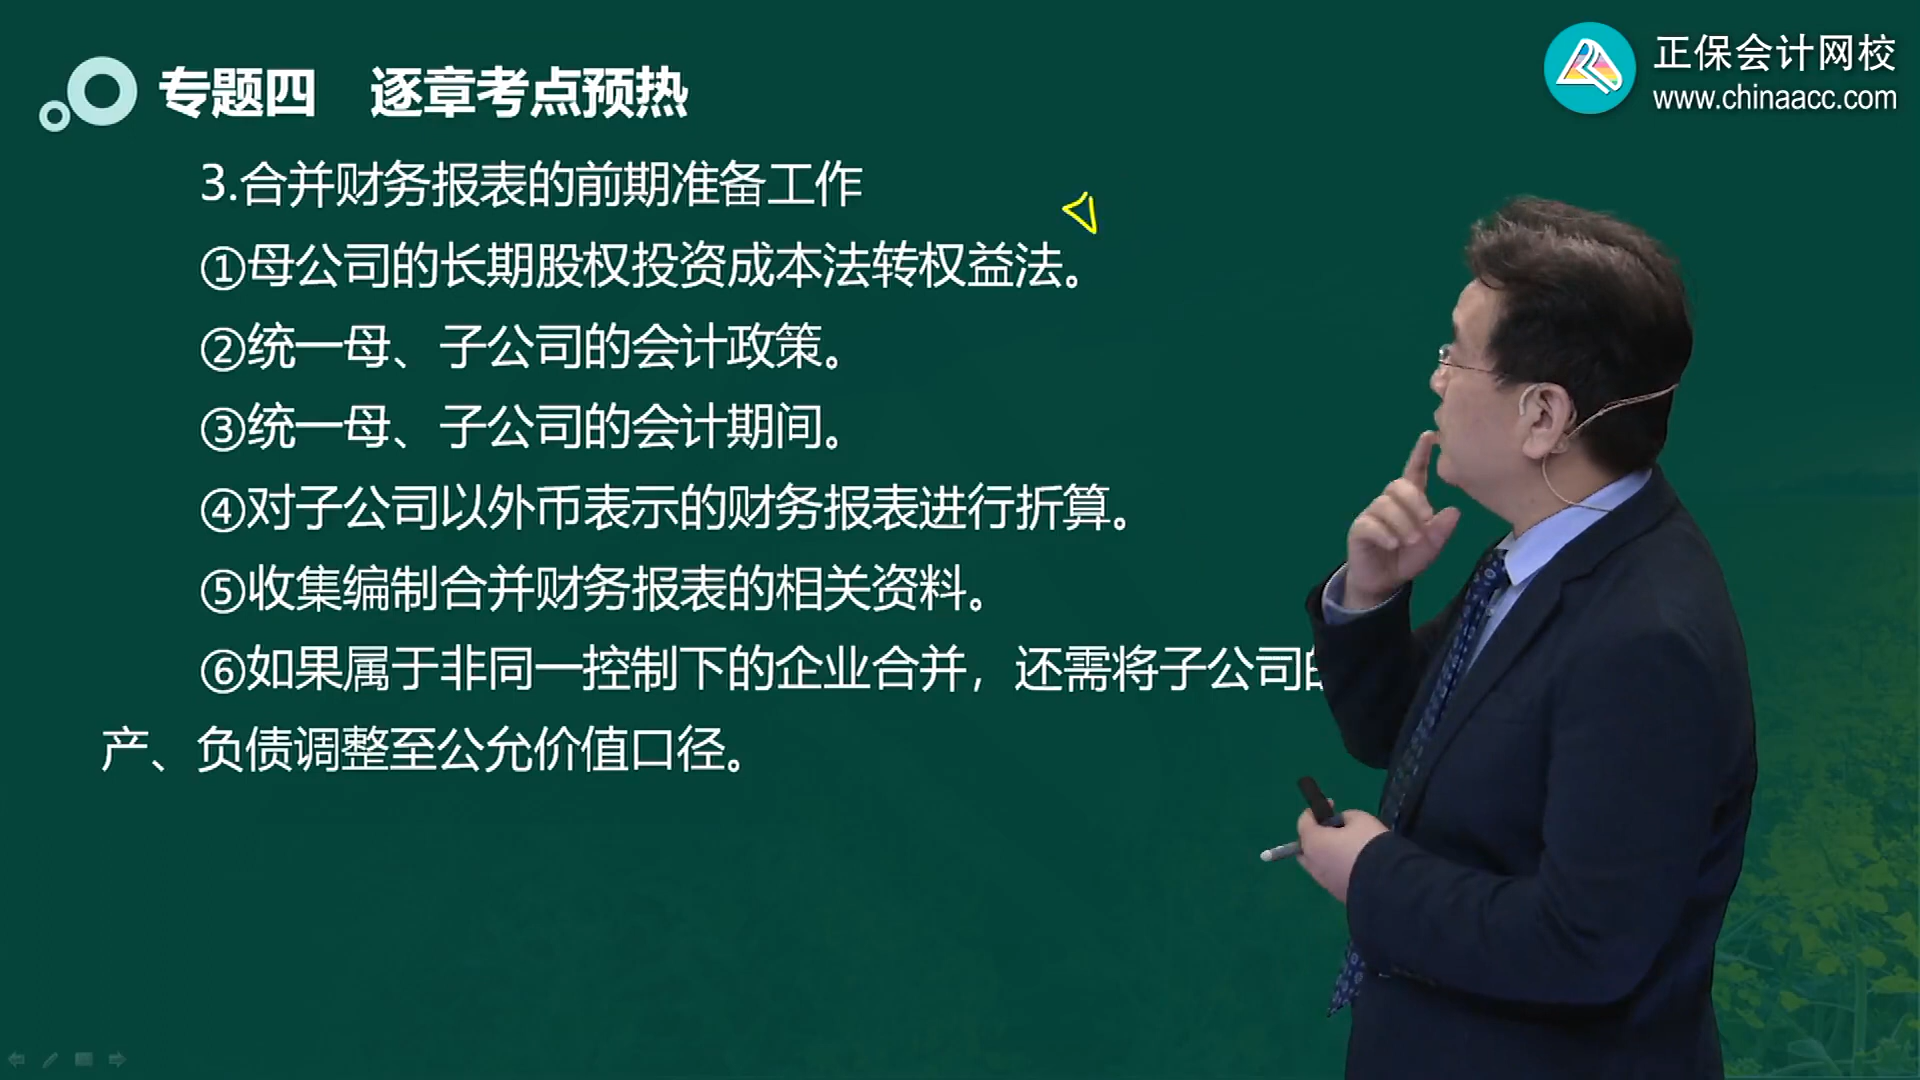 专题四 逐章考点预热
正保会计网校
www.chinaacc.com
3.合并财务报表的前期准备工作
①母公司的长期股权投资成本法转权益法。
②统一母、子公司的会计政策。
③统一母、子公司的会计期间。
④对子公司以外币表示的财务报表进行折算。
⑤收集编制合并财务报表的相关资料。
⑥如果属于非同一控制下的企业合并，还需将子公司
产、负债调整至公允价值口径。